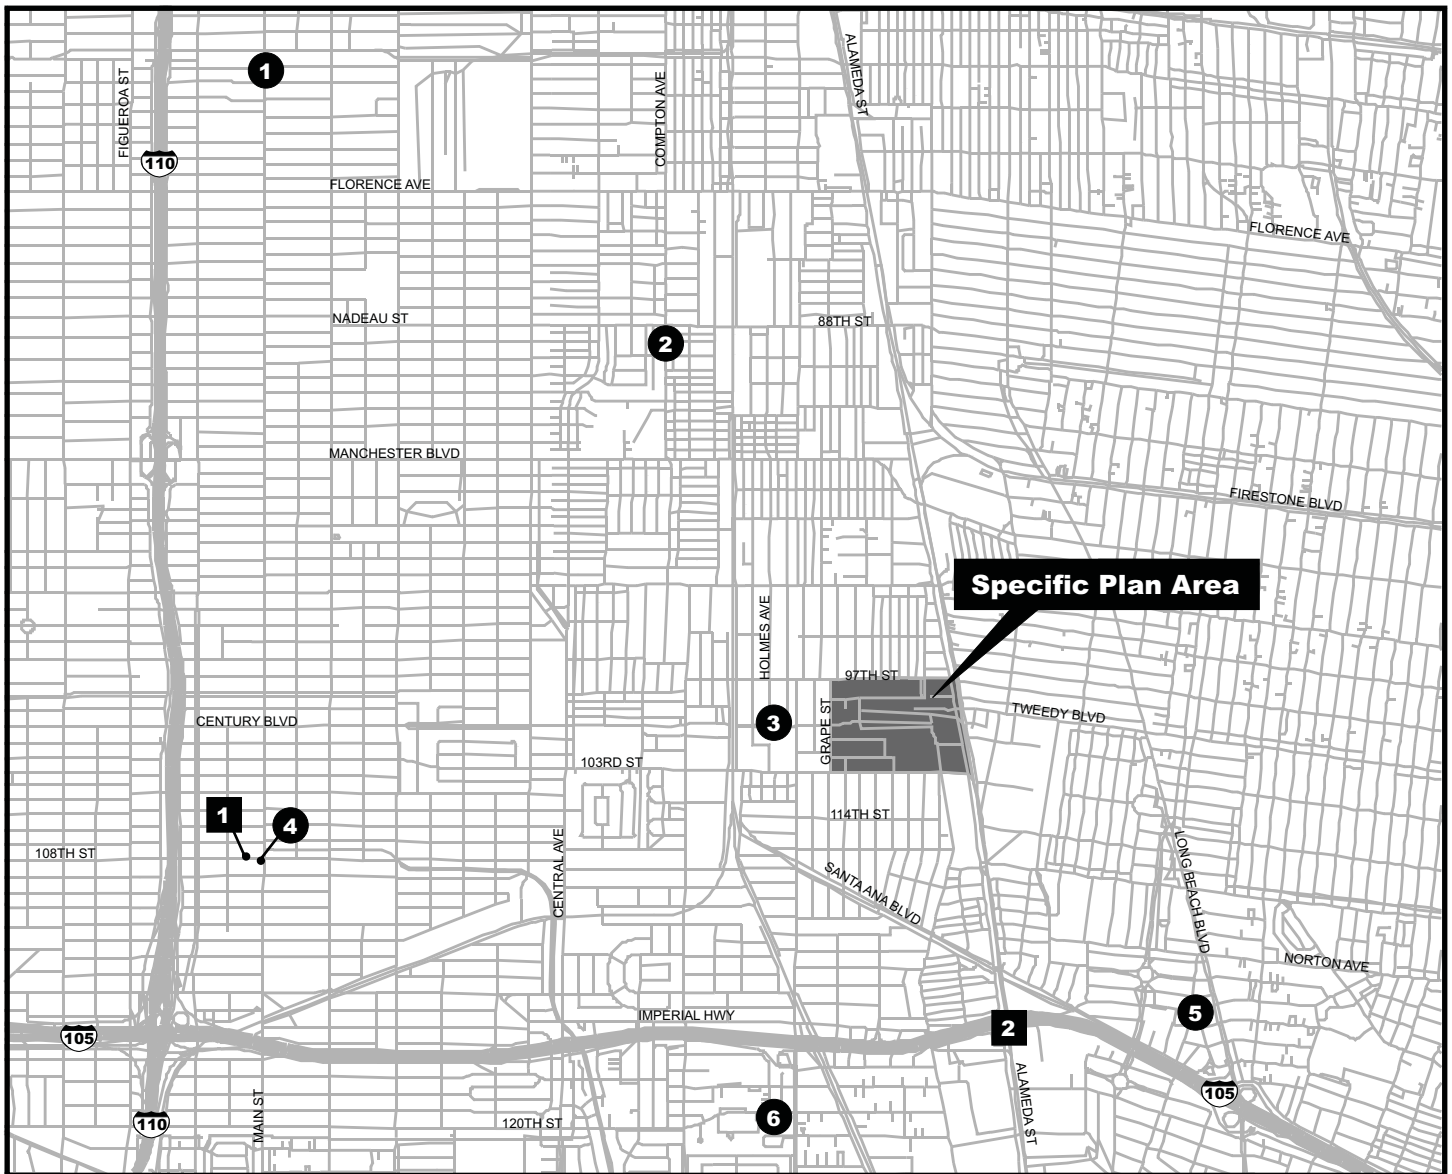 1
FIGUEROA ST
COMPTON AVE
ALAMEDA ST
110
FLORENCE AVE
FLORENCE AVE
NADEAU ST
88TH ST
2
MANCHESTER BLVD
FIRESTONE BLVD
Specific Plan Area
HOLMES AVE
97TH ST
GRAPE ST
TWEEDY BLVD
CENTURY BLVD
3
103RD ST
1
4
114TH ST
108TH ST
CENTRAL AVE
SANTA ANA BLVD
LONG BEACH BLVD
NORTON AVE
IMPERIAL HWY
5
2
105
105
MAIN ST
110
120TH ST
6
ALAMEDA ST